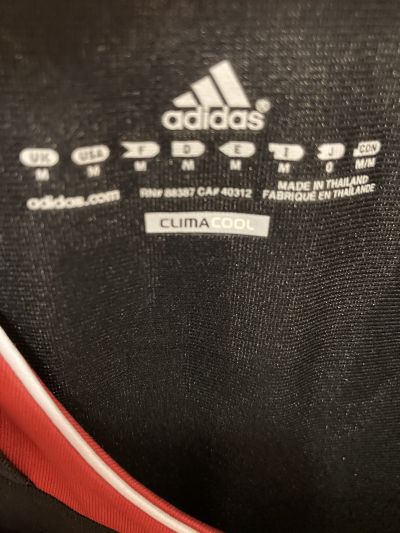 adidas®
UK USA F D E I J CON
M M M M M M O M/M
adidas.com RN# 88387 CA# 40312 MADE IN THAILAND
FABRIQUÉ EN THAÏLANDE
CLIMACOOL